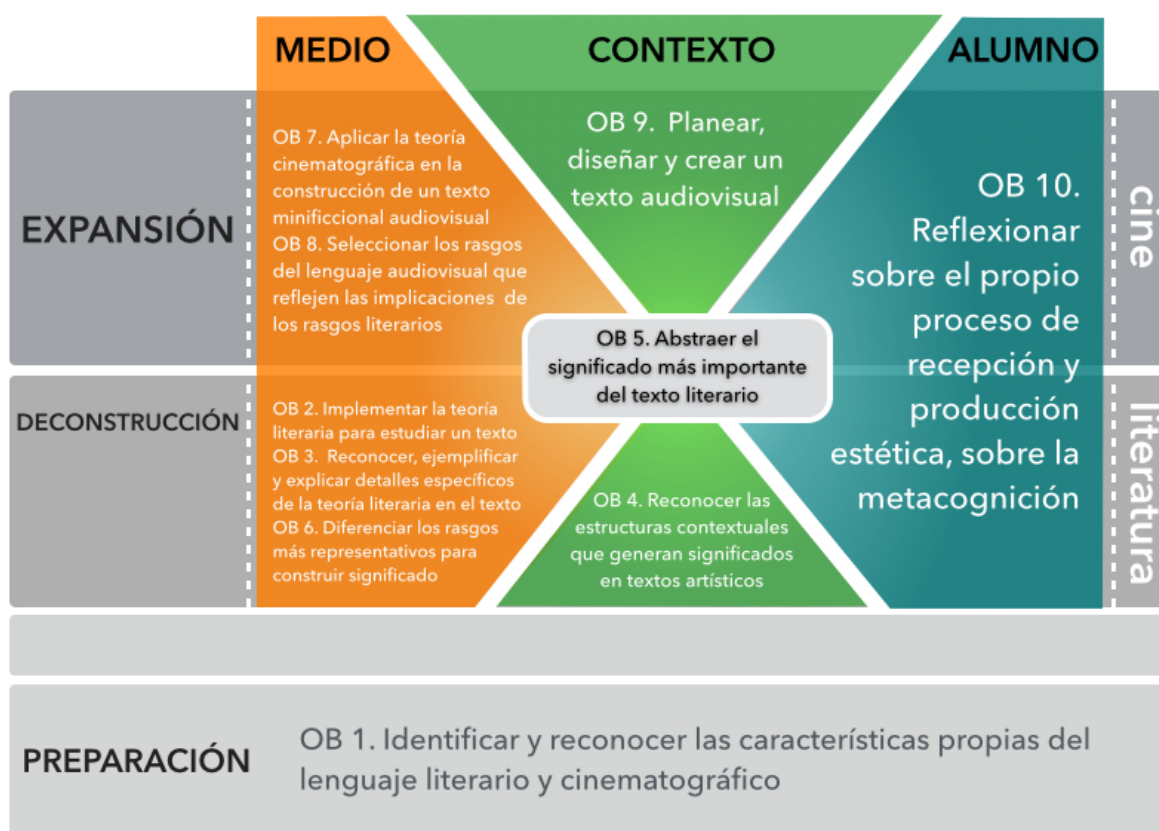 MEDIO
CONTEXTO
ALUMNO
EXPANSIÓN
OB 7. Aplicar la teoría
cinematográfica en la
construcción de un texto
minificcional audiovisual
OB 8. Seleccionar los rasgos
del lenguaje audiovisual que
reflejen las implicaciones de
los rasgos literarios
OB 9. Planear,
diseñar y crear un
texto audiovisual
OB 10.
Reflexionar
sobre el propio
proceso de
recepción y
producción
estética, sobre la
metacognición
cine
OB 5. Abstraer el
significado más importante
del texto literario
DECONSTRUCCIÓN
OB 2. Implementar la teoría
literaria para estudiar un texto
OB 3. Reconocer, ejemplificar
y explicar detalles específicos
de la teoría literaria en el texto
OB 6. Diferenciar los rasgos
más representativos para
construir significado
OB 4. Reconocer las
estructuras contextuales
que generan significados
en textos artísticos
literatura
PREPARACIÓN
OB 1. Identificar y reconocer las características propias del
lenguaje literario y cinematográfico